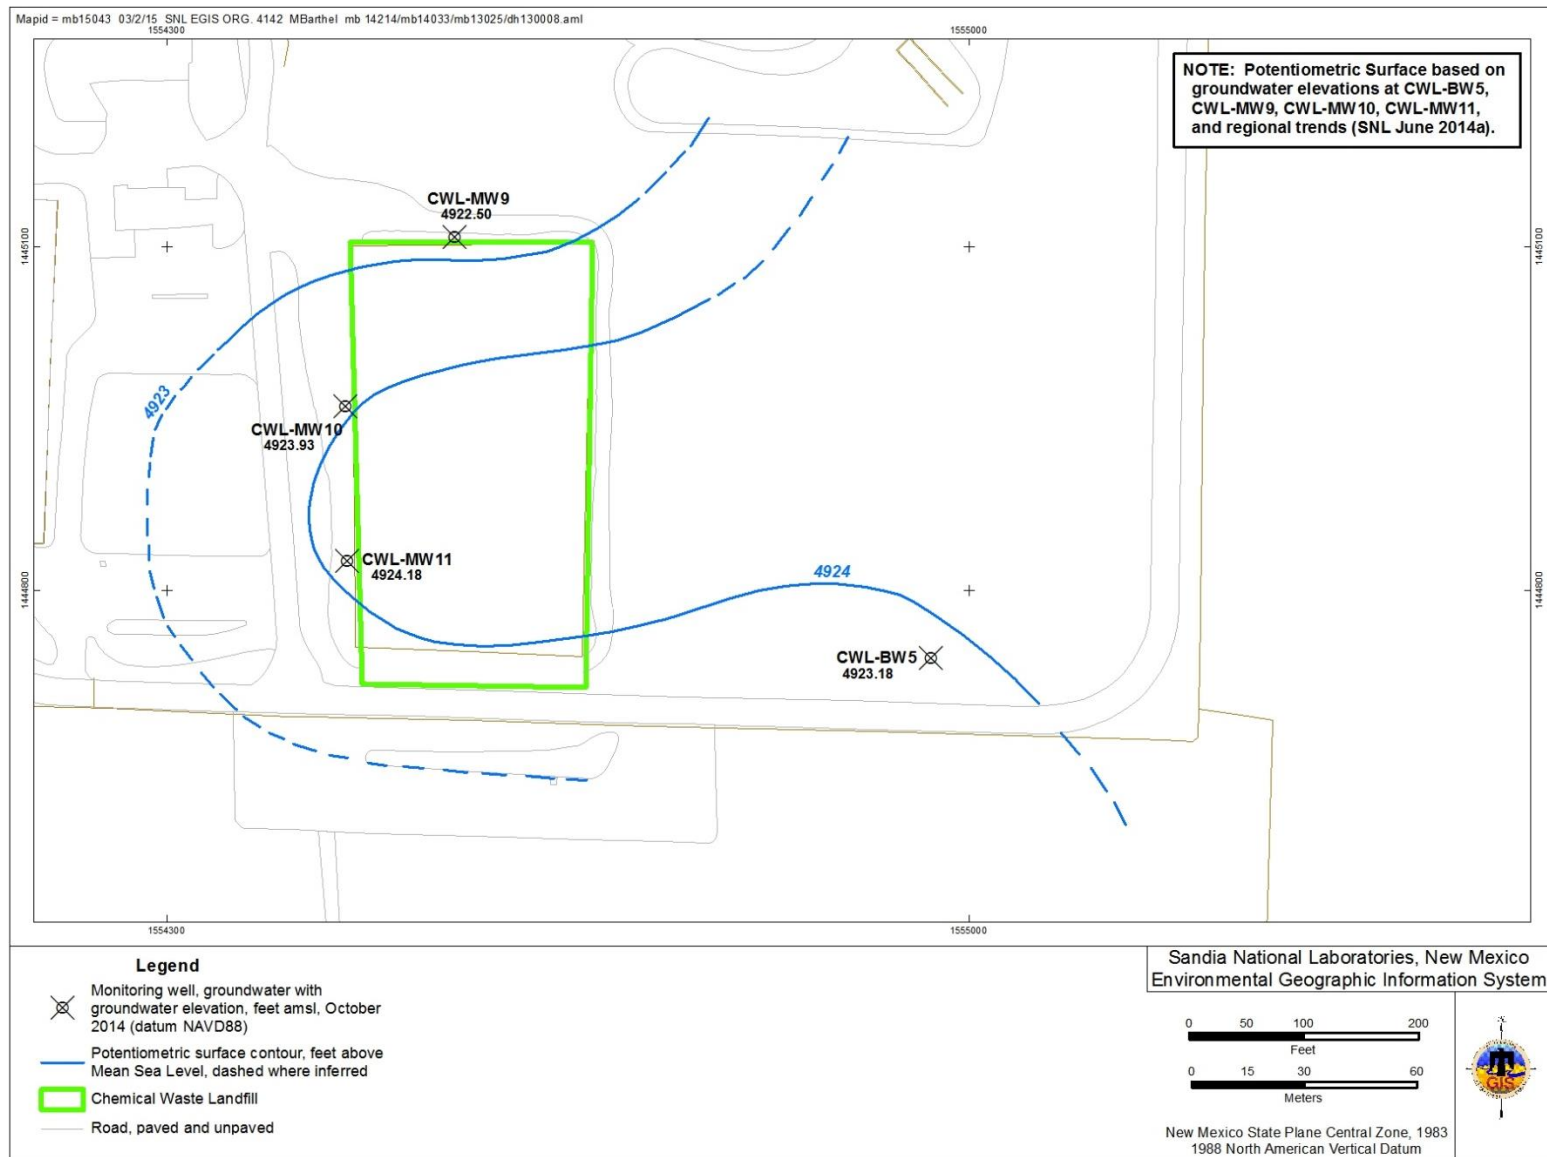 Mapid = mb15043 03/2/15 SNL EGIS ORG. 4142 MBarthel mb 14214/mb14033/mb13025/dh130008.aml
1554300
1555000
NOTE: Potentiometric Surface based on
groundwater elevations at CWL-BW5,
CWL-MW9, CWL-MW10, CWL-MW11,
and regional trends (SNL June 2014a).
CWL-MW9
4922.50
1445100
1445100
4923
CWL-MW10
4923.93
CWL-MW11
4924.18
4924
1444800
1444800
CWL-BW5
4923.18
1554300
1555000
Legend
Monitoring well, groundwater with
groundwater elevation, feet amsl, October
2014 (datum NAVD88)
Potentiometric surface contour, feet above
Mean Sea Level, dashed where inferred
Chemical Waste Landfill
Road, paved and unpaved
Sandia National Laboratories, New Mexico
Environmental Geographic Information System
0 50 100 200
Feet
0 15 30 60
Meters
GIS
New Mexico State Plane Central Zone, 1983
1988 North American Vertical Datum